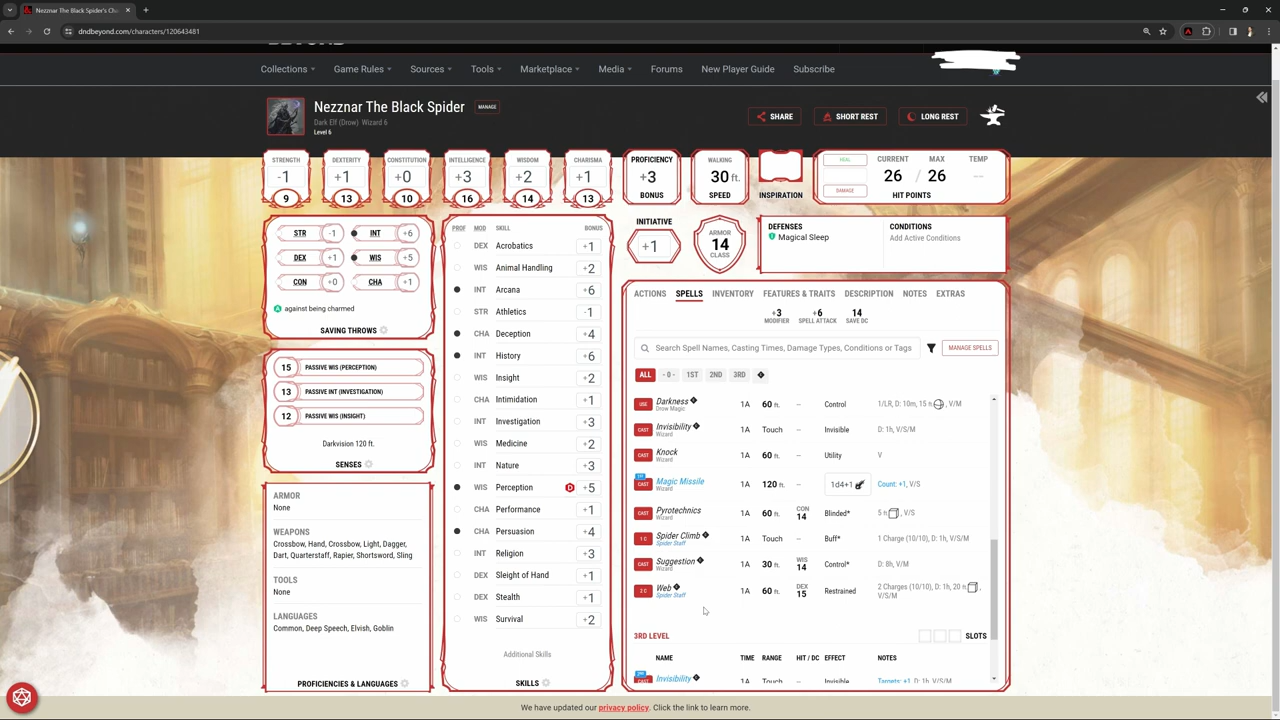 Nezznar The Black Spider's Cha
dndbeyond.com/characters/120643481
BEYOND
Collections Game Rules Sources Tools Marketplace Media Forums New Player Guide Subscribe
Nezznar The Black Spider MANAGE
Dark Elf (Drow) Wizard 6
Level 6
SHARE SHORT REST LONG REST
STRENGTH -1 9
DEXTERITY +1 13
CONSTITUTION +0 10
INTELLIGENCE +3 16
WISDOM +2 14
CHARISMA +1 13
PROFICIENCY +3 BONUS
WALKING 30 ft. SPEED
INSPIRATION
HEAL
DAMAGE
CURRENT MAX TEMP
26 / 26 --
HIT POINTS
STR -1 INT +6
DEX +1 WIS +5
CON +0 CHA +1
against being charmed
SAVING THROWS
15 PASSIVE WIS (PERCEPTION)
13 PASSIVE INT (INVESTIGATION)
12 PASSIVE WIS (INSIGHT)
Darkvision 120 ft.
SENSES
ARMOR
None
WEAPONS
Crossbow, Hand, Crossbow, Light, Dagger,
Dart, Quarterstaff, Rapier, Shortsword, Sling
TOOLS
None
LANGUAGES
Common, Deep Speech, Elvish, Goblin
PROFICIENCIES & LANGUAGES
PROF MOD SKILL BONUS
DEX Acrobatics +1
WIS Animal Handling +2
INT Arcana +6
STR Athletics -1
CHA Deception +4
INT History +6
WIS Insight +2
CHA Intimidation +1
INT Investigation +3
WIS Medicine +2
INT Nature +3
WIS Perception +5
CHA Performance +1
CHA Persuasion +4
INT Religion +3
DEX Sleight of Hand +1
DEX Stealth +1
WIS Survival +2
Additional Skills
SKILLS
INITIATIVE
+1
ARMOR
14
CLASS
DEFENSES
Magical Sleep
CONDITIONS
Add Active Conditions
ACTIONS SPELLS INVENTORY FEATURES & TRAITS DESCRIPTION NOTES EXTRAS
+3 +6 14
MODIFIER SPELL ATTACK SAVE DC
Search Spell Names, Casting Times, Damage Types, Conditions or Tags MANAGE SPELLS
ALL - 0 - 1ST 2ND 3RD
USE Darkness 1A 60 ft. -- Control 1/LR, D: 10m, 15 ft. , V/M
Drow Magic
CAST Invisibility 1A Touch -- Invisible D: 1h, V/S/M
Wizard
CAST Knock 1A 60 ft. -- Utility V
Wizard
CAST Magic Missile 1A 120 ft. -- 1d4+1 Count: +1, V/S
Wizard
CAST Pyrotechnics 1A 60 ft. CON 14 Blinded* 5 ft. , V/S
Wizard
1 C Spider Climb 1A Touch -- Buff* 1 Charge (10/10), D: 1h, V/S/M
Spider Staff
CAST Suggestion 1A 30 ft. WIS 14 Control* D: 8h, V/M
Wizard
2 C Web 1A 60 ft. DEX 15 Restrained 2 Charges (10/10), D: 1h, 20 ft. ,
Spider Staff V/S/M
3RD LEVEL SLOTS
NAME TIME RANGE HIT / DC EFFECT NOTES
Invisibility 1A Touch -- Invisible Targets: +1, D: 1h, V/S/M
We have updated our privacy policy. Click the link to learn more.